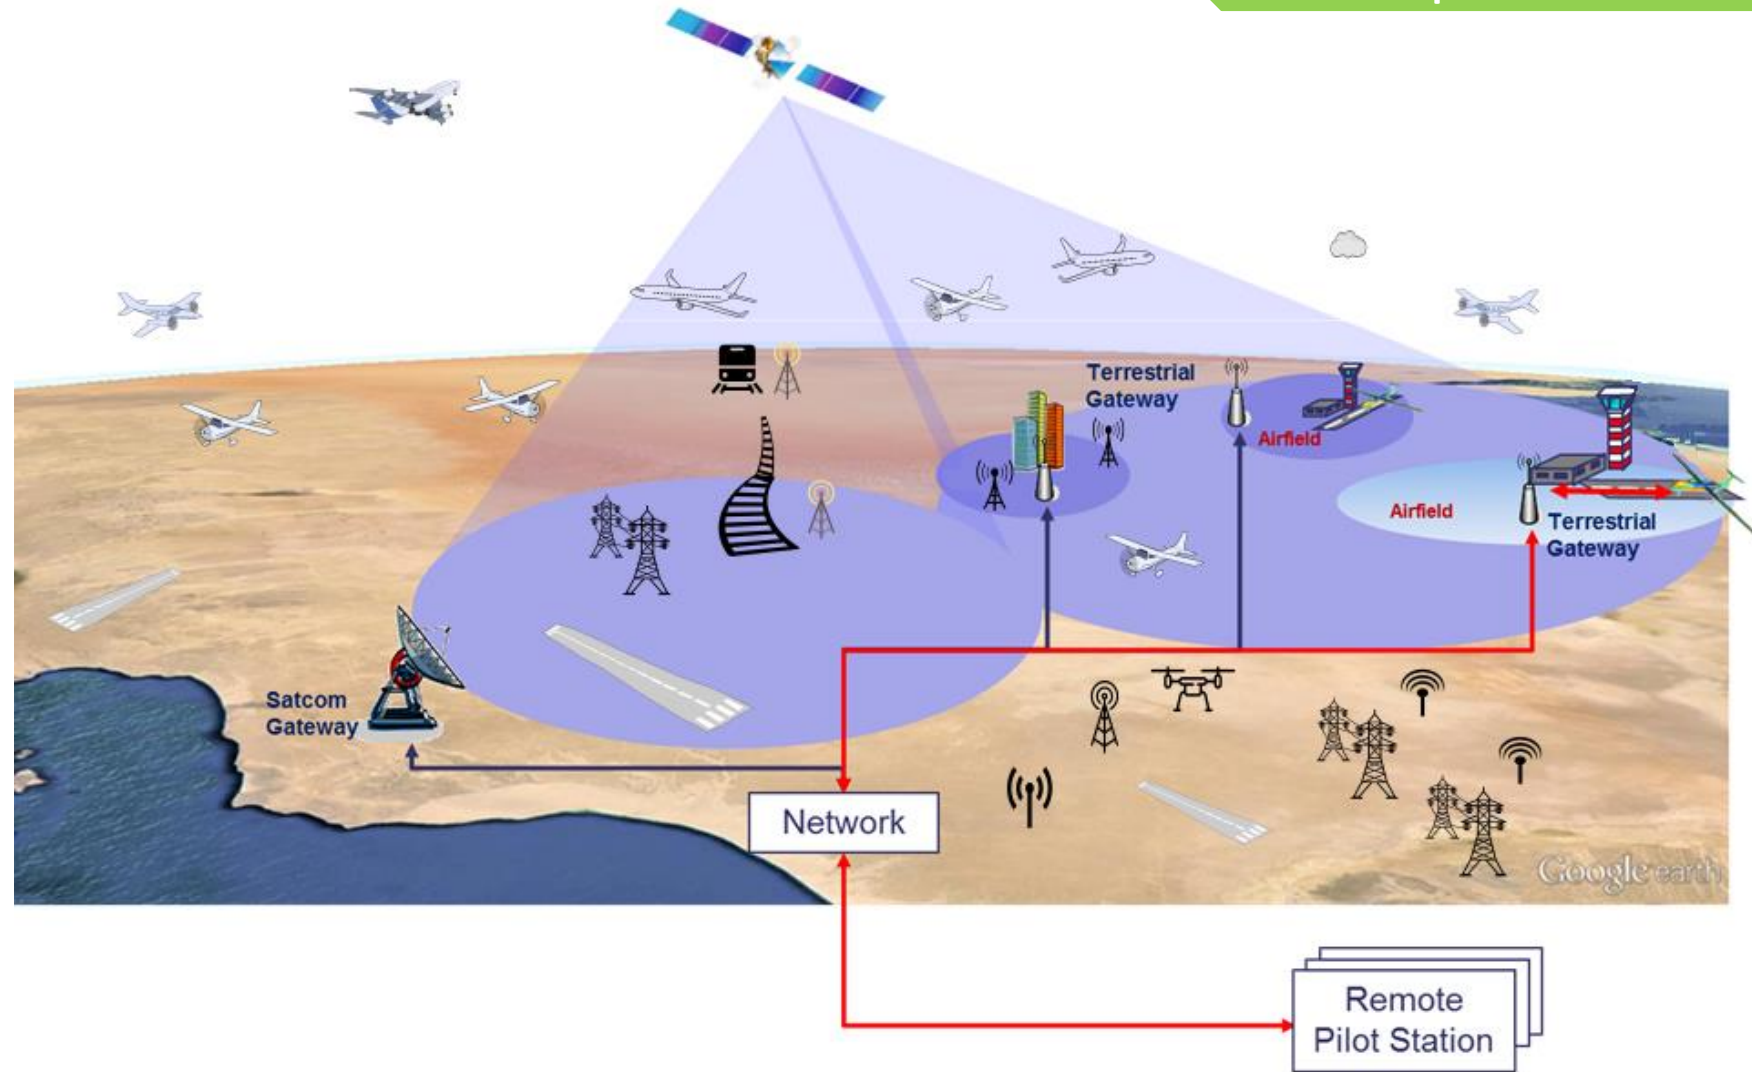 Terrestrial
Gateway
Airfield
Airfield
Terrestrial
Gateway
Satcom
Gateway
Network
Google earth
Remote
Pilot Station